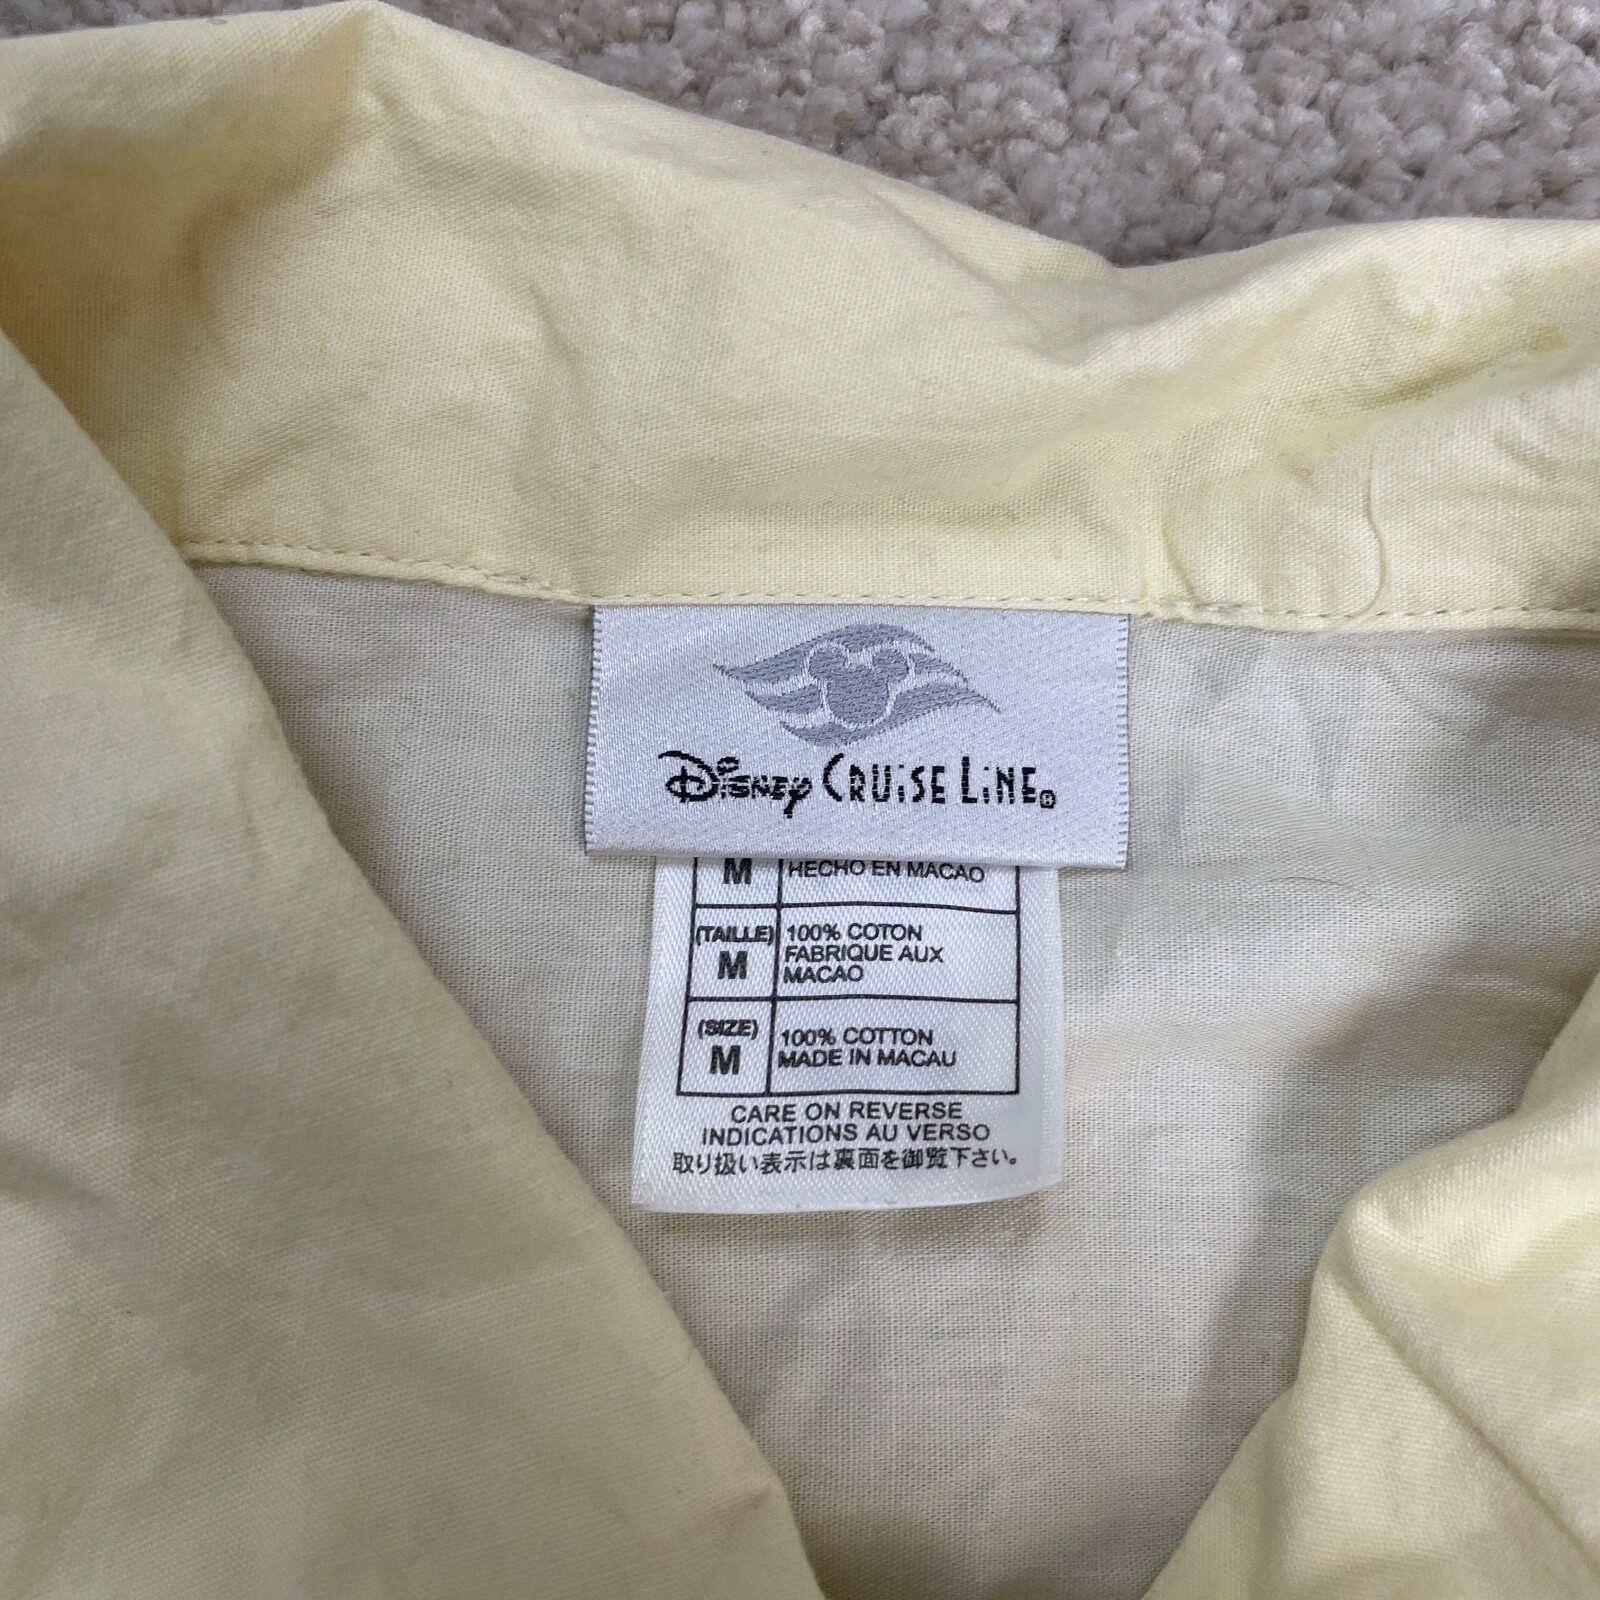 Disney Cruise Line®
M HECHO EN MACAO
(TAILLE) 100% COTON
M FABRIQUE AUX
MACAO
(SIZE) 100% COTTON
M MADE IN MACAU
CARE ON REVERSE
INDICATIONS AU VERSO
取り扱い表示は裏面を御覧下さい。